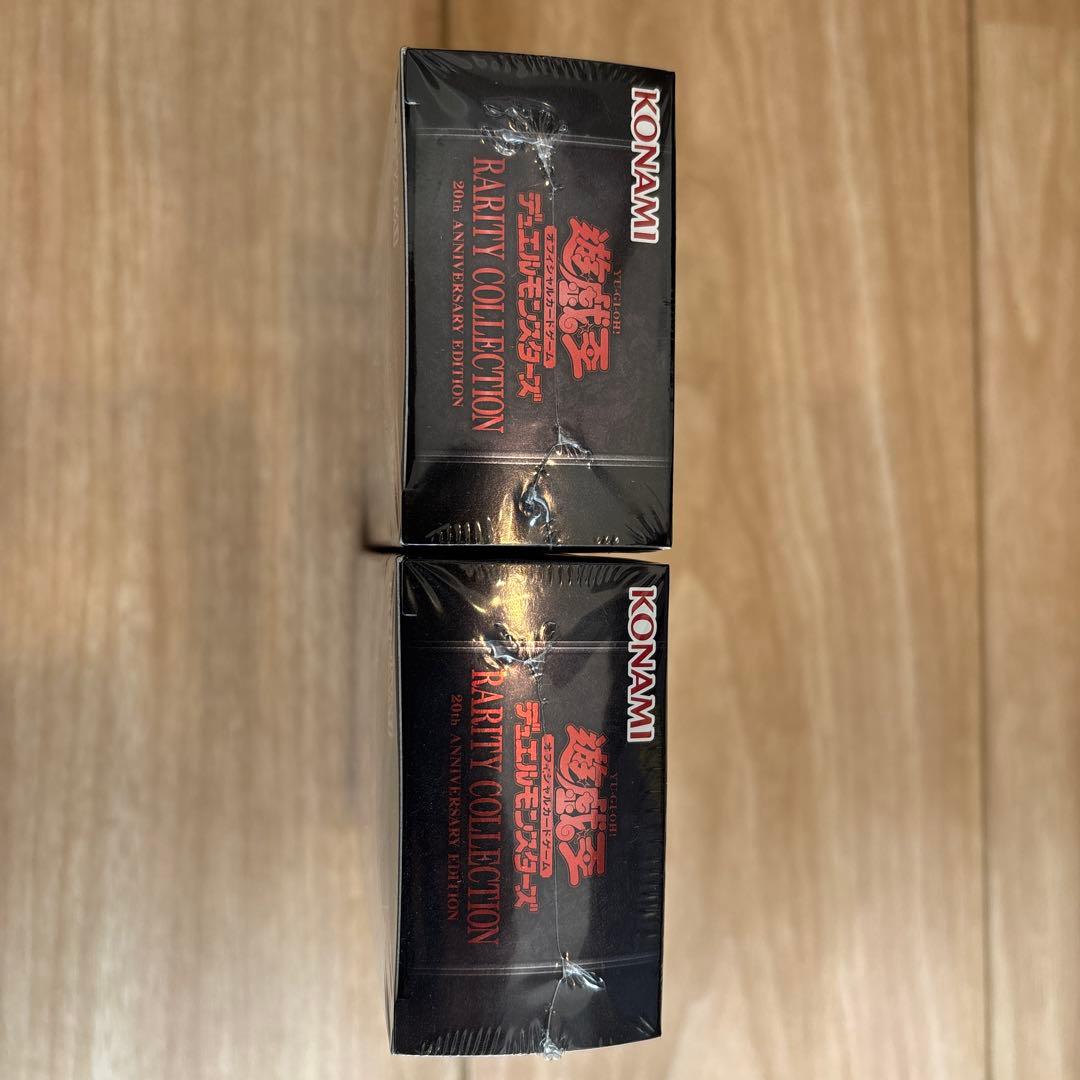 KONAMI
YU-GI-OH!
遊戯王
オフィシャルカードゲーム
デュエルモンスターズ
RARITY COLLECTION
20th ANNIVERSARY EDITION
KONAMI
YU-GI-OH!
遊戯王
オフィシャルカードゲーム
デュエルモンスターズ
RARITY COLLECTION
20th ANNIVERSARY EDITION